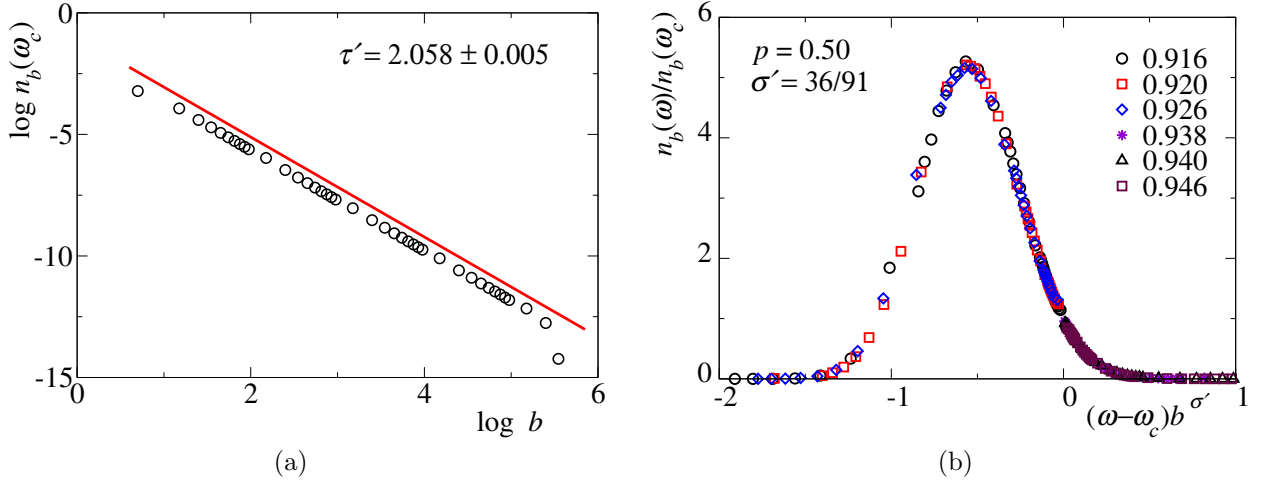 log n_b(ω_c)
0
-5
-10
-15
τ′ = 2.058 ± 0.005
0
2
4
6
log b
(a)
n_b(ω)/n_b(ω_c)
6
4
2
0
p = 0.50
σ′ = 36/91
0.916
0.920
0.926
0.938
0.940
0.946
-2
-1
0
1
(ω−ω_c)b^σ′
(b)